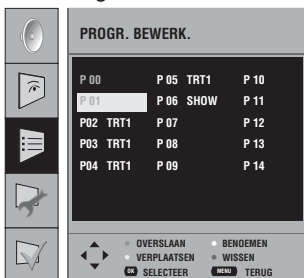 PROGR. BEWERK.
P 00 P 05 TRT1 P 10
P 01 P 06 SHOW P 11
P02 TRT1 P 07 P 12
P03 TRT1 P 08 P 13
P04 TRT1 P 09 P 14
OVERSLAAN BENOEMEN
VERPLAATSEN WISSEN
OK SELECTEER MENU TERUG